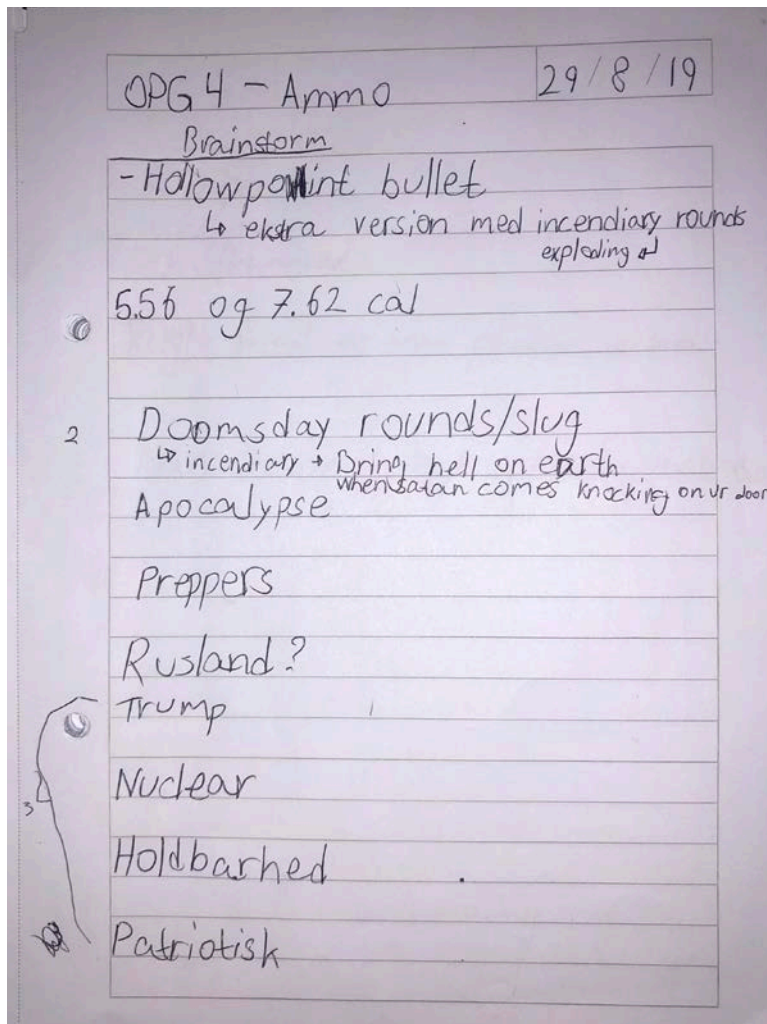 OPG 4 - Ammo 29/8/19
Brainstorm
- Hollowpoint bullet
↳ ekstra version med incendiary rounds
exploding ↲
5.56 og 7.62 cal
2 Doomsday rounds/slug
↳ incendiary → Bring hell on earth
when satan comes knocking on ur door
Apocalypse
Preppers
Rusland?
Trump
Nuclear
3
Holdbarhed
Patriotisk